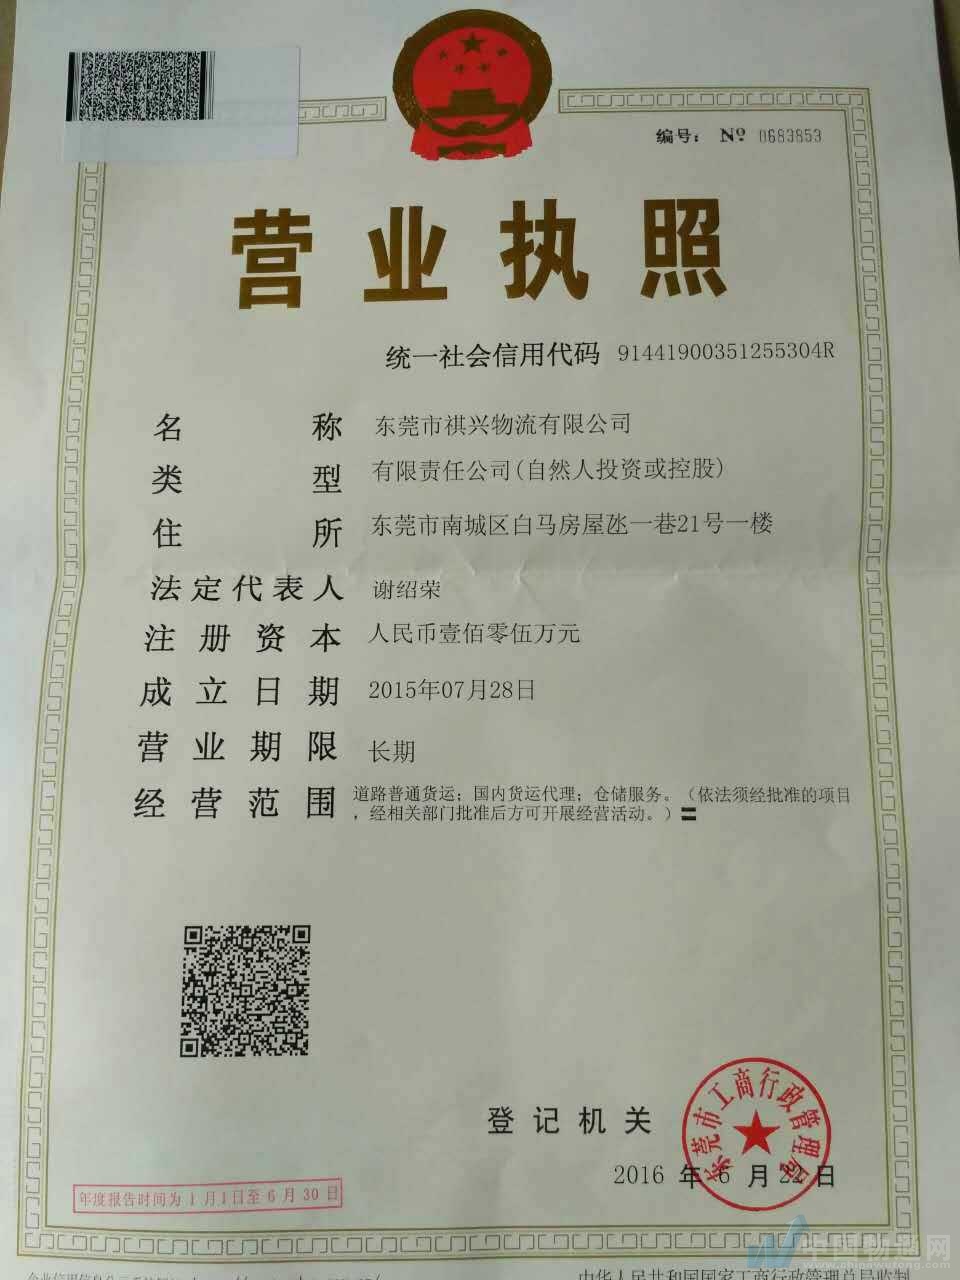 编号： Nº 0683853
营业执照
统一社会信用代码 91441900351255304R
名称 东莞市祺兴物流有限公司
类型 有限责任公司(自然人投资或控股)
住所 东莞市南城区白马房屋氹一巷21号一楼
法定代表人 谢绍荣
注册资本 人民币壹佰零伍万元
成立日期 2015年07月28日
营业期限 长期
经营范围 道路普通货运；国内货运代理；仓储服务。（依法须经批准的项目
，经相关部门批准后方可开展经营活动。）
东莞市工商行政管理局
登记机关
2016 年 6 月 22 日
年度报告时间为1月1日至6月30日
中国物通网
www.chinawutong.com
中华人民共和国国家工商行政管理总局监制